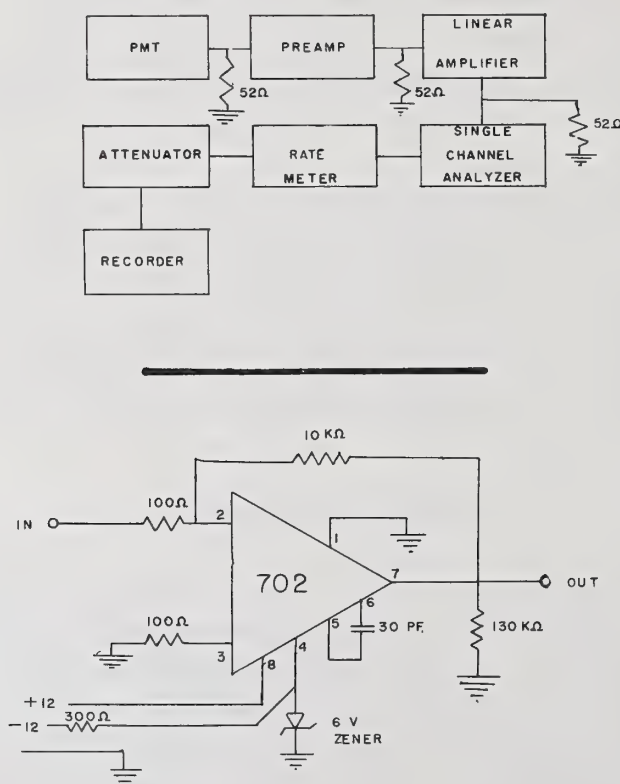 PMT
PREAMP
LINEAR
AMPLIFIER
52Ω
52Ω
52Ω
ATTENUATOR
RATE
METER
SINGLE
CHANNEL
ANALYZER
RECORDER
10 KΩ
100Ω
IN
2
1
702
7
OUT
6
5
30 PF.
130 KΩ
100Ω
3
8
4
+12
-12
300Ω
6 V
ZENER